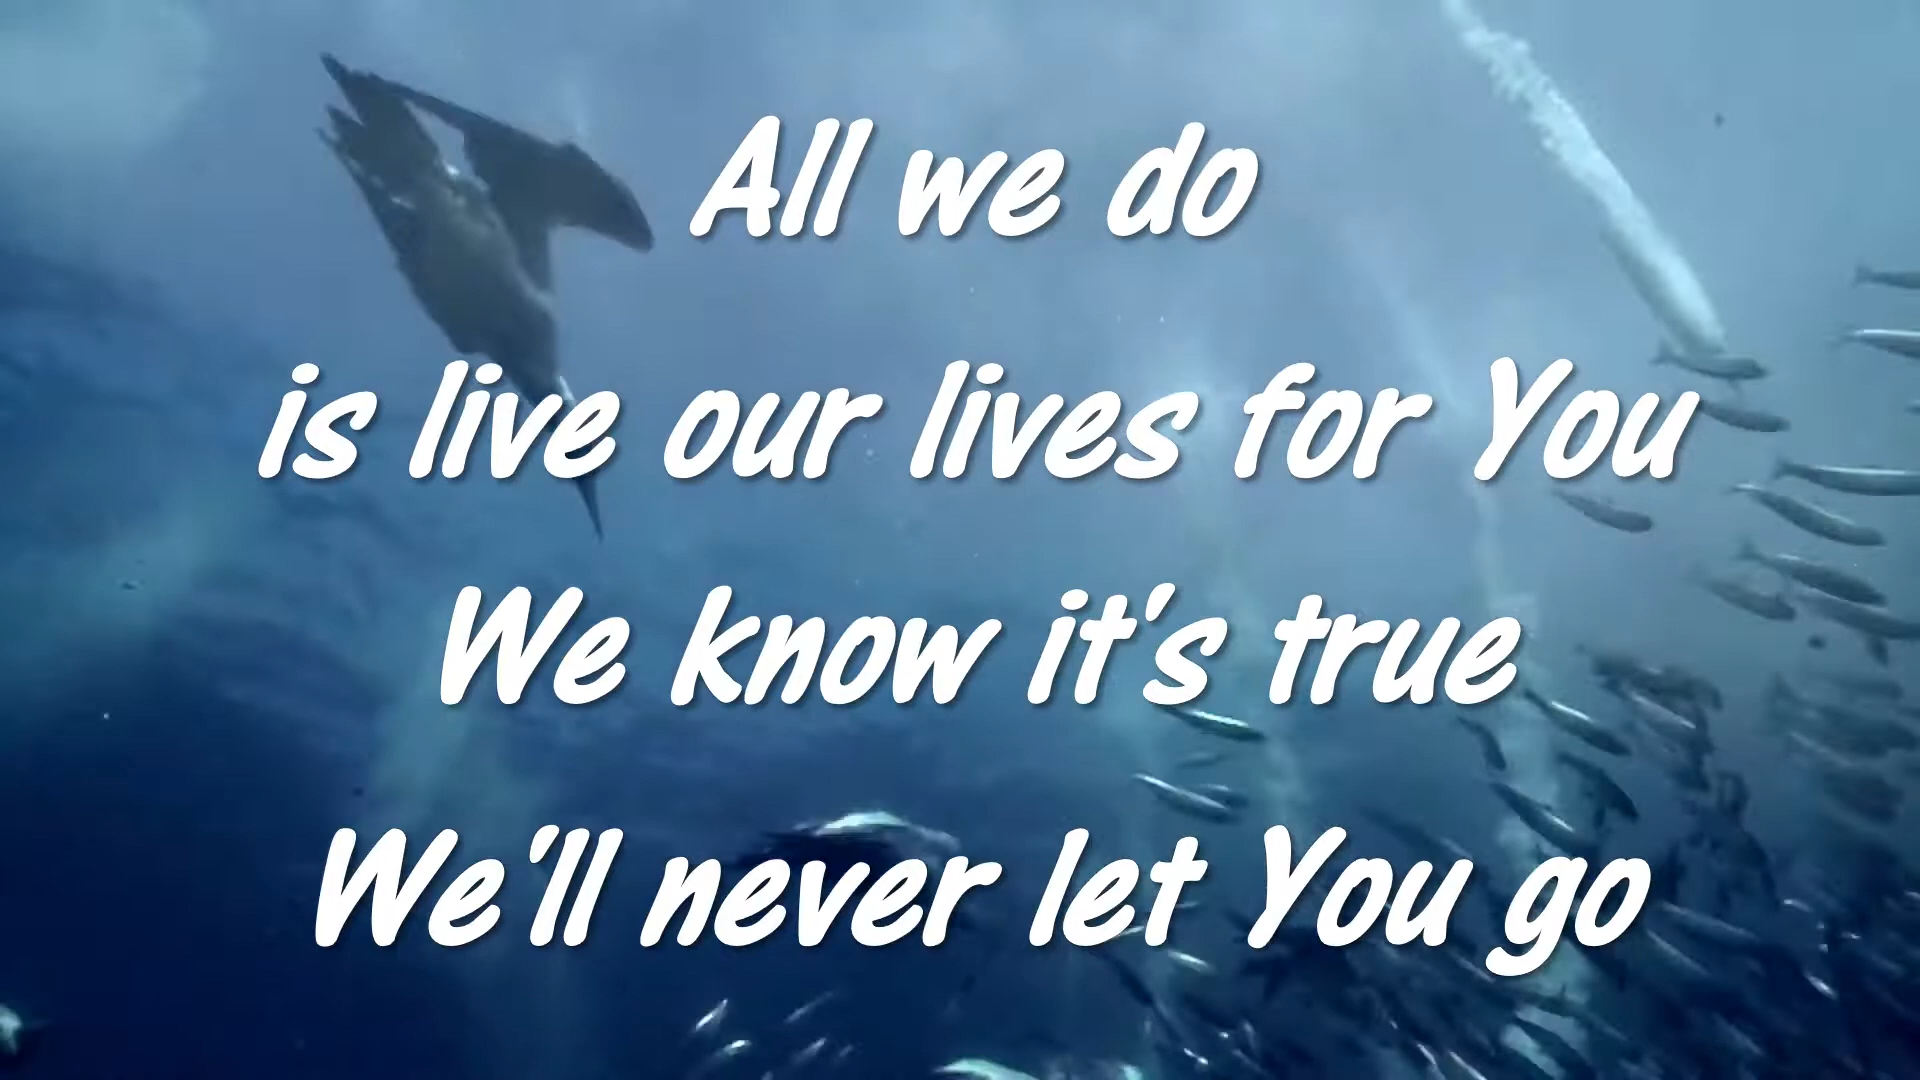 All we do
is live our lives for You
We know it's true
We'll never let You go